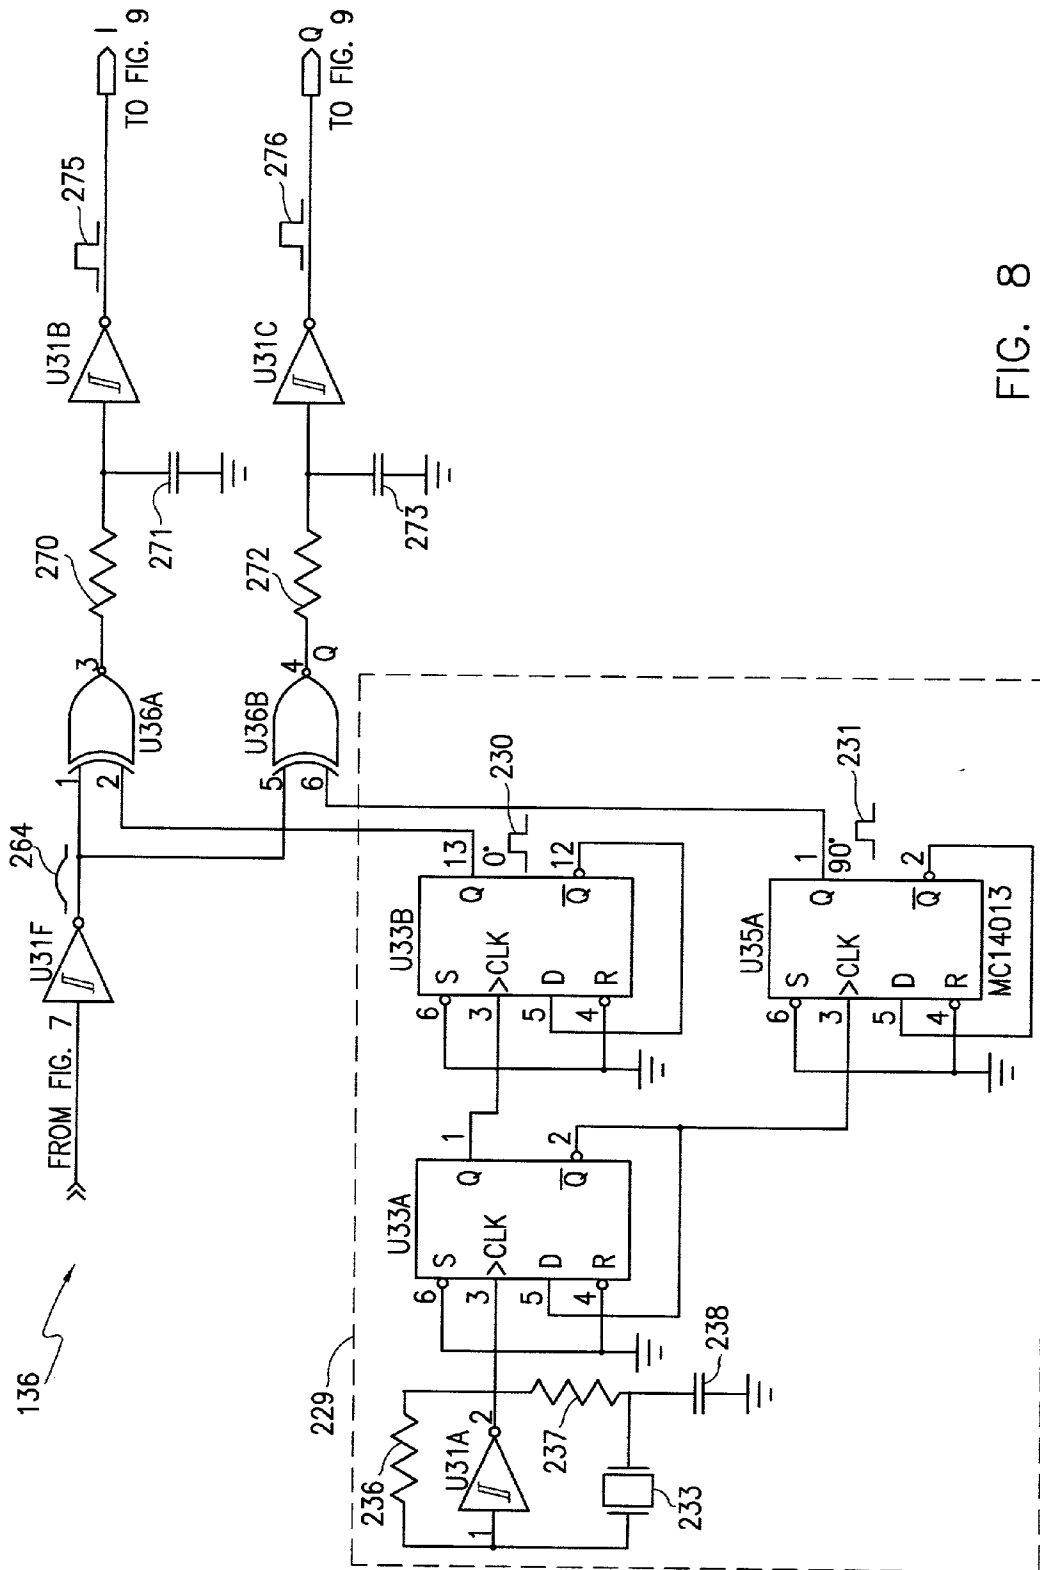 136
FROM FIG. 7
U31F
264
1
2
3
U36A
270
271
U31B
275
I
TO FIG. 9
5
6
4
Q
U36B
272
273
U31C
276
Q
TO FIG. 9
229
236
1
2
U31A
237
233
238
U33A
6
S
3
CLK
5
D
4
R
1
Q
2
Q̅
U33B
6
S
3
CLK
5
D
4
R
13
Q
0°
12
Q̅
230
U35A
6
S
3
CLK
5
D
4
R
1
Q
90°
2
Q̅
MC14013
231
FIG. 8